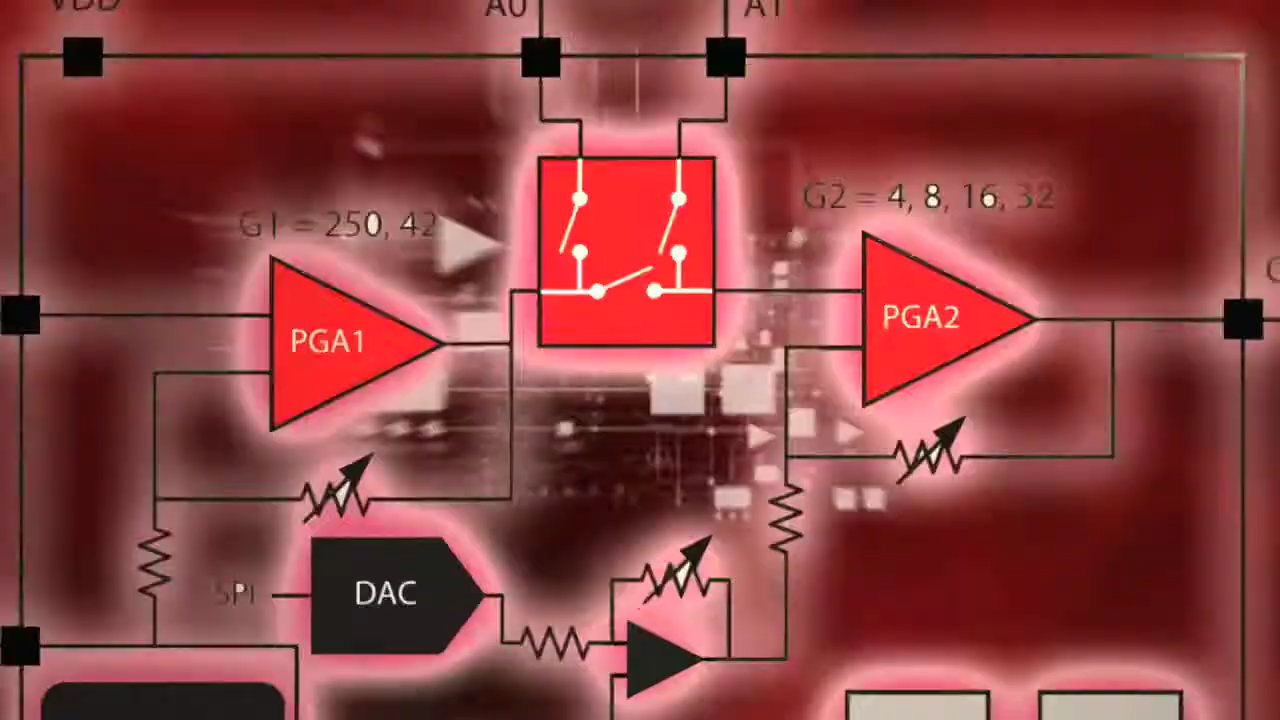 VDD
A0
A1
G1 = 250, 42
G2 = 4, 8, 16, 32
PGA1
PGA2
SPI
DAC